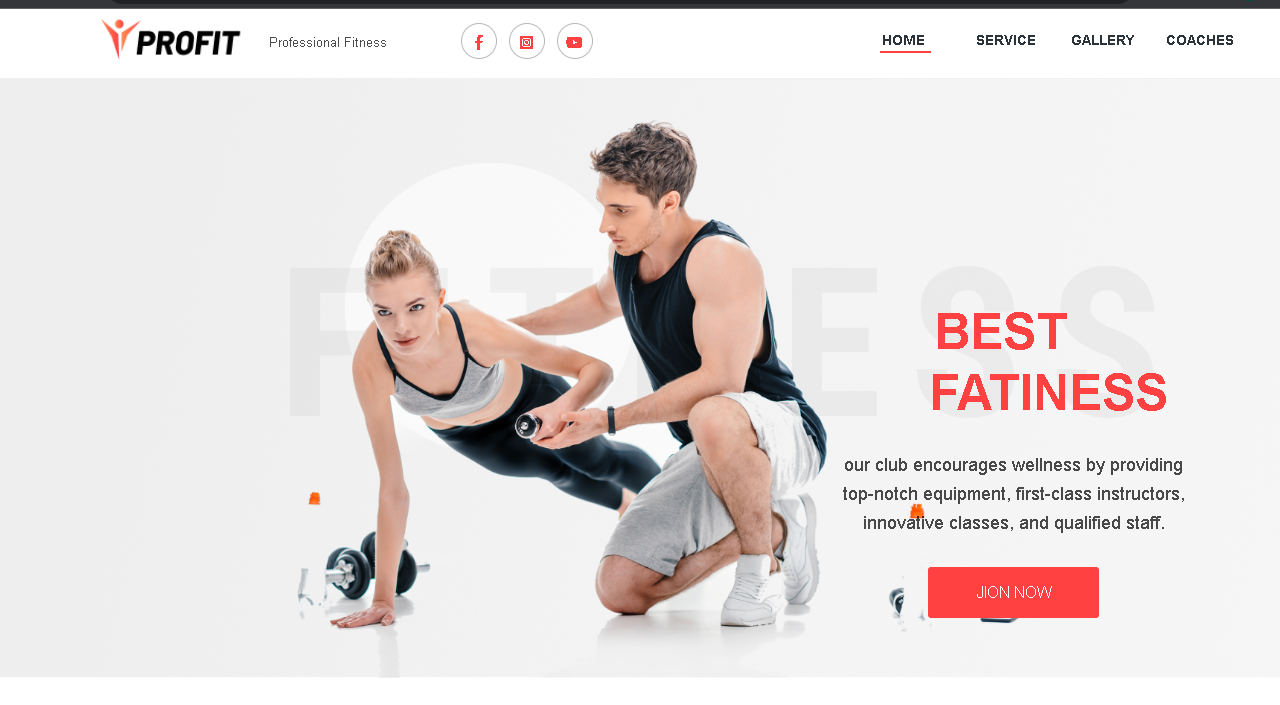 PROFIT
Professional Fitness
HOME
SERVICE
GALLERY
COACHES
FITNESS
BEST
FATINESS
our club encourages wellness by providing
top-notch equipment, first-class instructors,
innovative classes, and qualified staff.
JION NOW